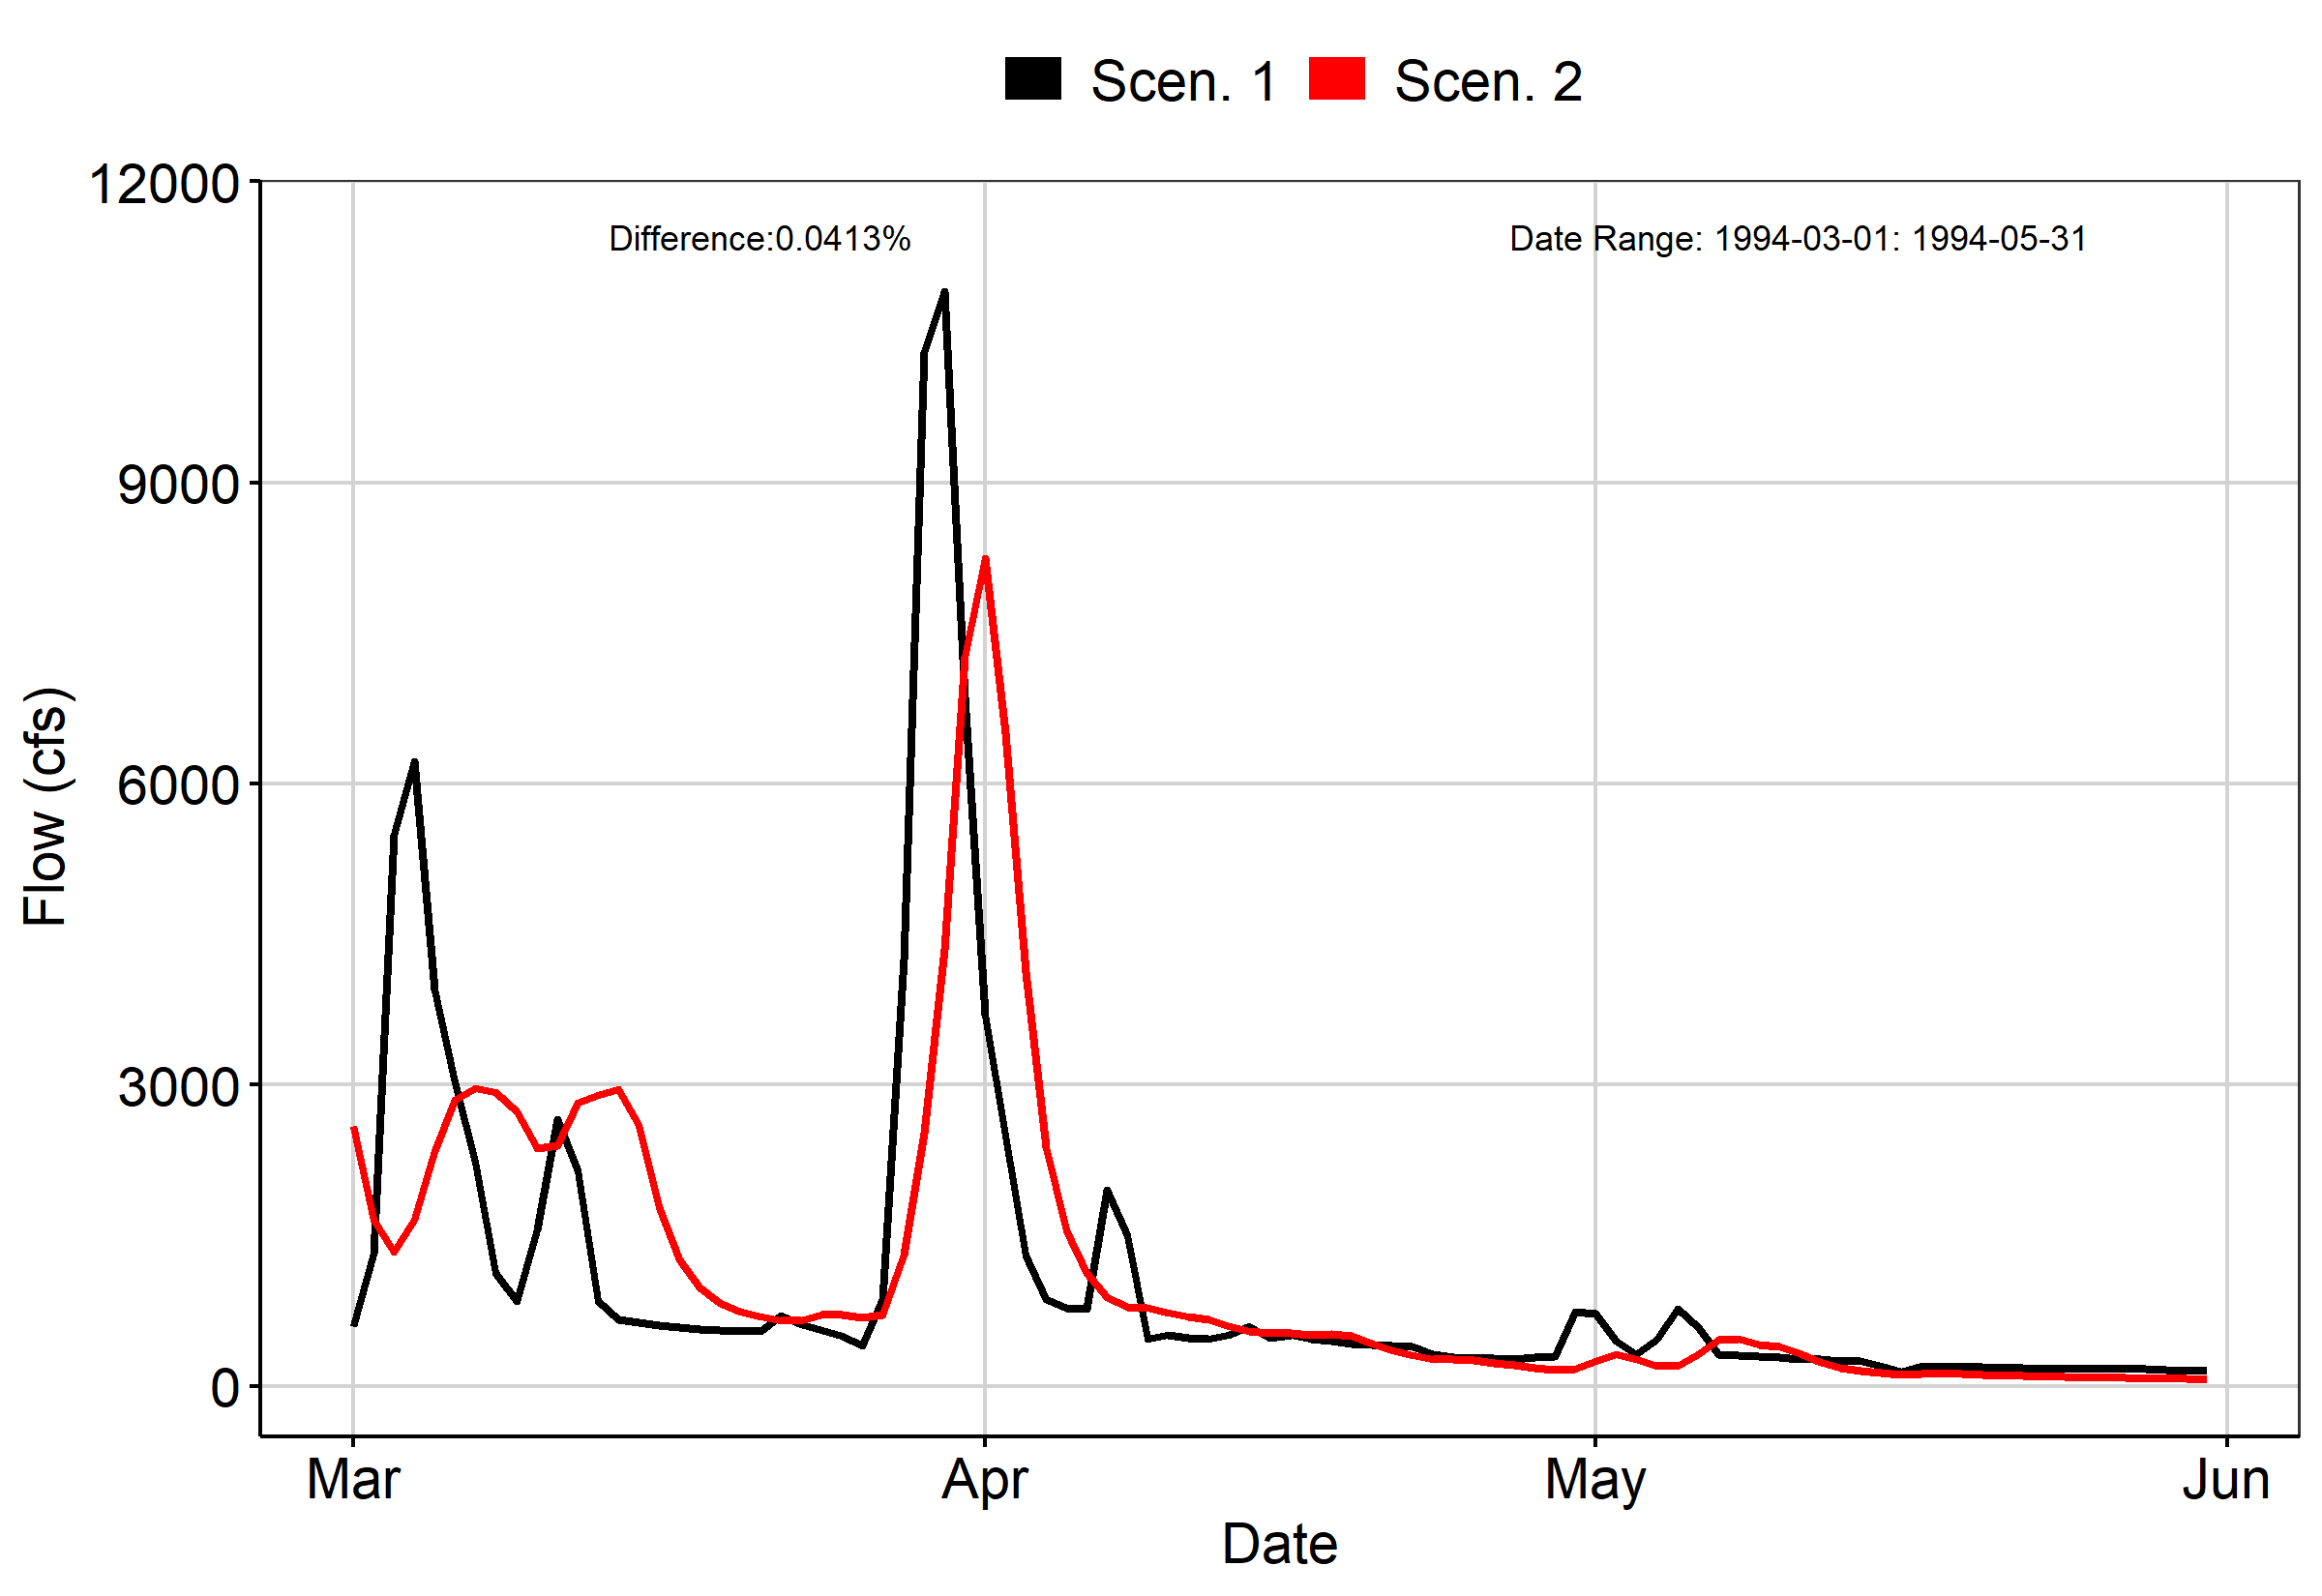 Scen. 1 Scen. 2
12000
Difference:0.0413% Date Range: 1994-03-01: 1994-05-31
9000
6000
Flow (cfs)
3000
0
Mar Apr May Jun
Date